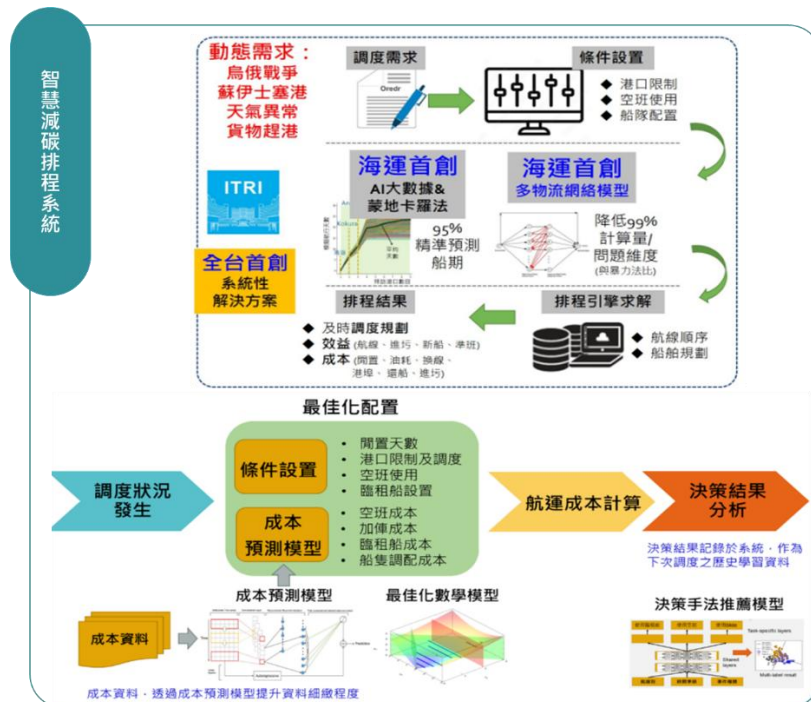 智慧減碳排程系統
動態需求：
烏俄戰爭
蘇伊士塞港
天氣異常
貨物趕港
調度需求
Oredr
條件設置
◆ 港口限制
◆ 空班使用
◆ 船隊配置
ITRI
全台首創
系統性
解決方案
海運首創
AI大數據&
蒙地卡羅法
平均
天數
95%
精準預測
船期
海運首創
多物流網絡模型
降低99%
計算量/
問題維度
(與暴力法比)
排程結果
◆ 及時調度規劃
◆ 效益 (航線、進塢、新船、準班)
◆ 成本 (閒置、油耗、換線、
港埠、還船、進塢)
排程引擎求解
◆ 航線順序
◆ 船舶規劃
最佳化配置
調度狀況
發生
條件設置
• 閒置天數
• 港口限制及調度
• 空班使用
• 臨租船設置
成本
預測模型
• 空班成本
• 加俥成本
• 臨租船成本
• 船隻調配成本
航運成本計算
決策結果
分析
決策結果記錄於系統，作為
下次調度之歷史學習資料
成本資料
成本預測模型
最佳化數學模型
決策手法推薦模型
Task-specific layers
Shared
layers
Multi-label result
成本資料，透過成本預測模型提升資料細緻程度